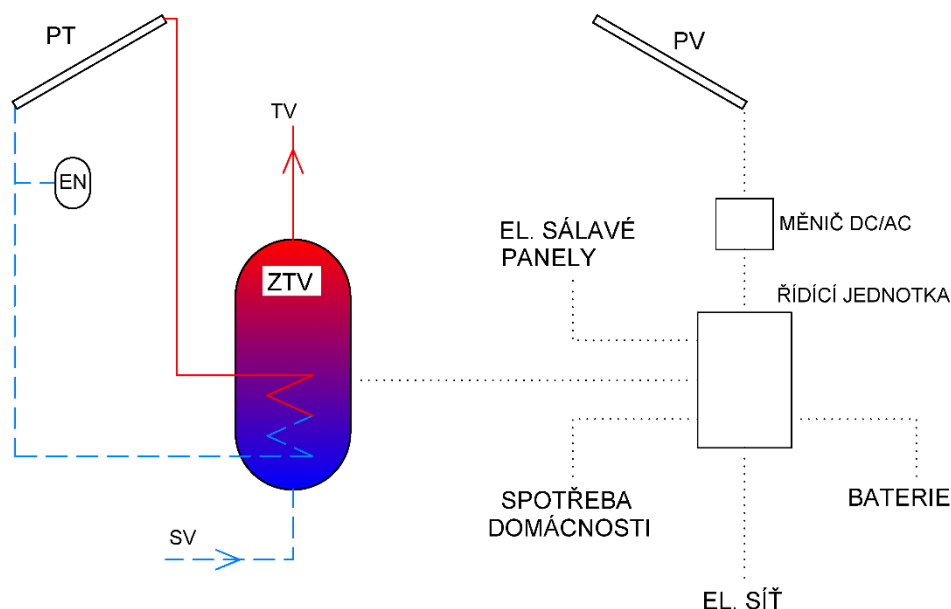 PT
PV
TV
EN
EL. SÁLAVÉ
PANELY
MĚNIČ DC/AC
ZTV
ŘÍDÍCÍ JEDNOTKA
SPOTŘEBA
DOMÁCNOSTI
BATERIE
SV
EL. SÍŤ